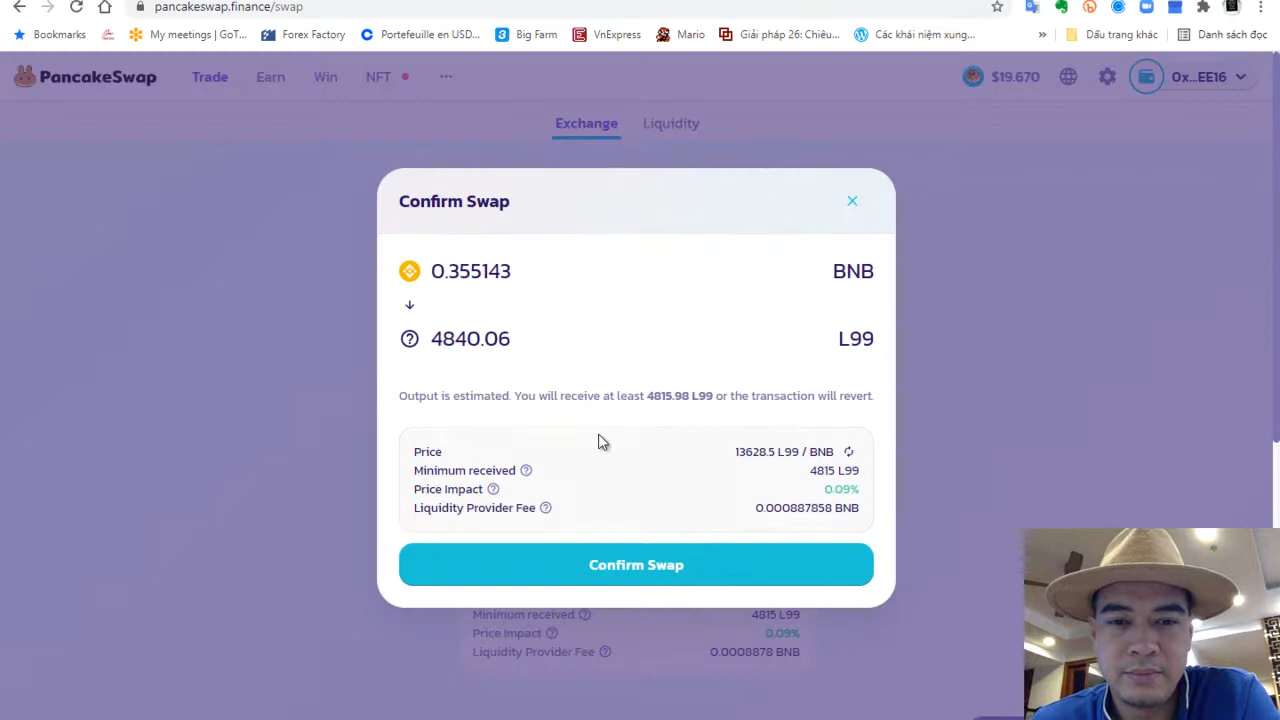 pancakeswap.finance/swap
Bookmarks My meetings | GoT... Forex Factory Portefeuille en USD... Big Farm VnExpress Mario Giải pháp 26: Chiêu... Các khái niệm xung... » Dấu trang khác Danh sách đọc
PancakeSwap Trade Earn Win NFT ... $19.670 0x...EE16
Exchange Liquidity
Confirm Swap
0.355143 BNB
4840.06 L99
Output is estimated. You will receive at least 4815.98 L99 or the transaction will revert.
Price 13628.5 L99 / BNB
Minimum received 4815 L99
Price Impact 0.09%
Liquidity Provider Fee 0.000887858 BNB
Confirm Swap
Minimum received 4815 L99
Price Impact 0.09%
Liquidity Provider Fee 0.0008878 BNB